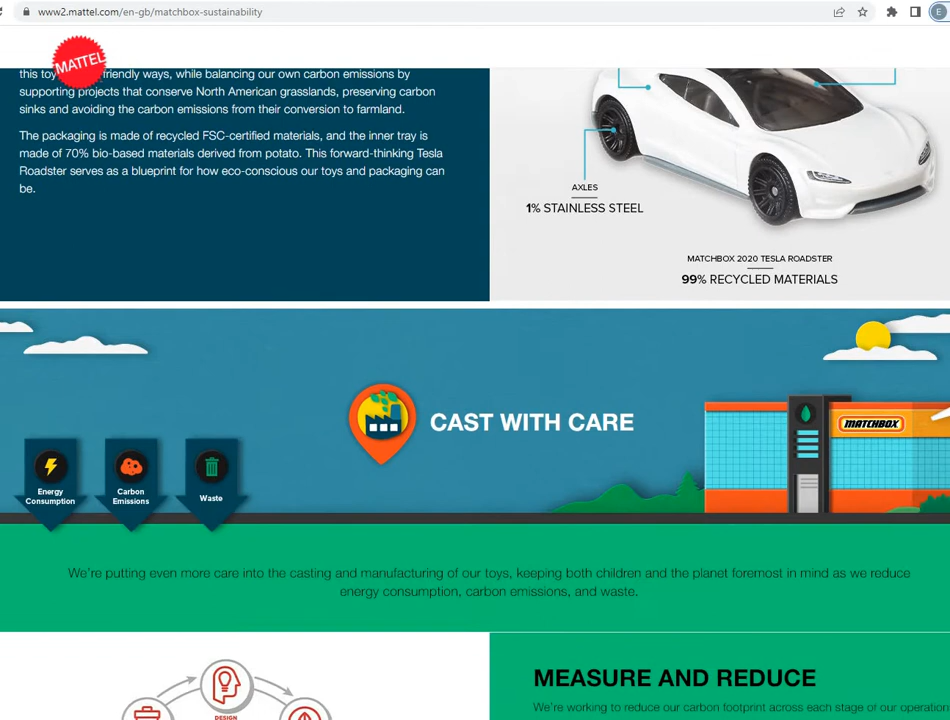 www2.mattel.com/en-gb/matchbox-sustainability
E
MATTEL
this toy friendly ways, while balancing our own carbon emissions by
supporting projects that conserve North American grasslands, preserving carbon
sinks and avoiding the carbon emissions from their conversion to farmland.
The packaging is made of recycled FSC-certified materials, and the inner tray is
made of 70% bio-based materials derived from potato. This forward-thinking Tesla
Roadster serves as a blueprint for how eco-conscious our toys and packaging can
be.
AXLES
1% STAINLESS STEEL
MATCHBOX 2020 TESLA ROADSTER
99% RECYCLED MATERIALS
CAST WITH CARE
MATCHBOX
Energy
Consumption
Carbon
Emissions
Waste
We're putting even more care into the casting and manufacturing of our toys, keeping both children and the planet foremost in mind as we reduce
energy consumption, carbon emissions, and waste.
DESIGN
MEASURE AND REDUCE
We're working to reduce our carbon footprint across each stage of our operation